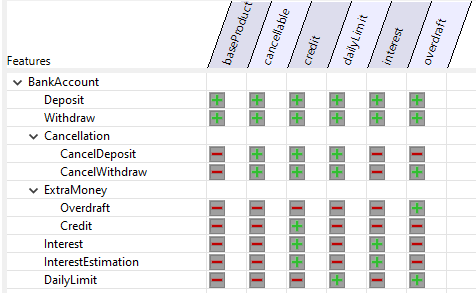 baseProduct
cancellable
credit
dailyLimit
interest
overdraft
Features
BankAccount
Deposit
Withdraw
Cancellation
CancelDeposit
CancelWithdraw
ExtraMoney
Overdraft
Credit
Interest
InterestEstimation
DailyLimit